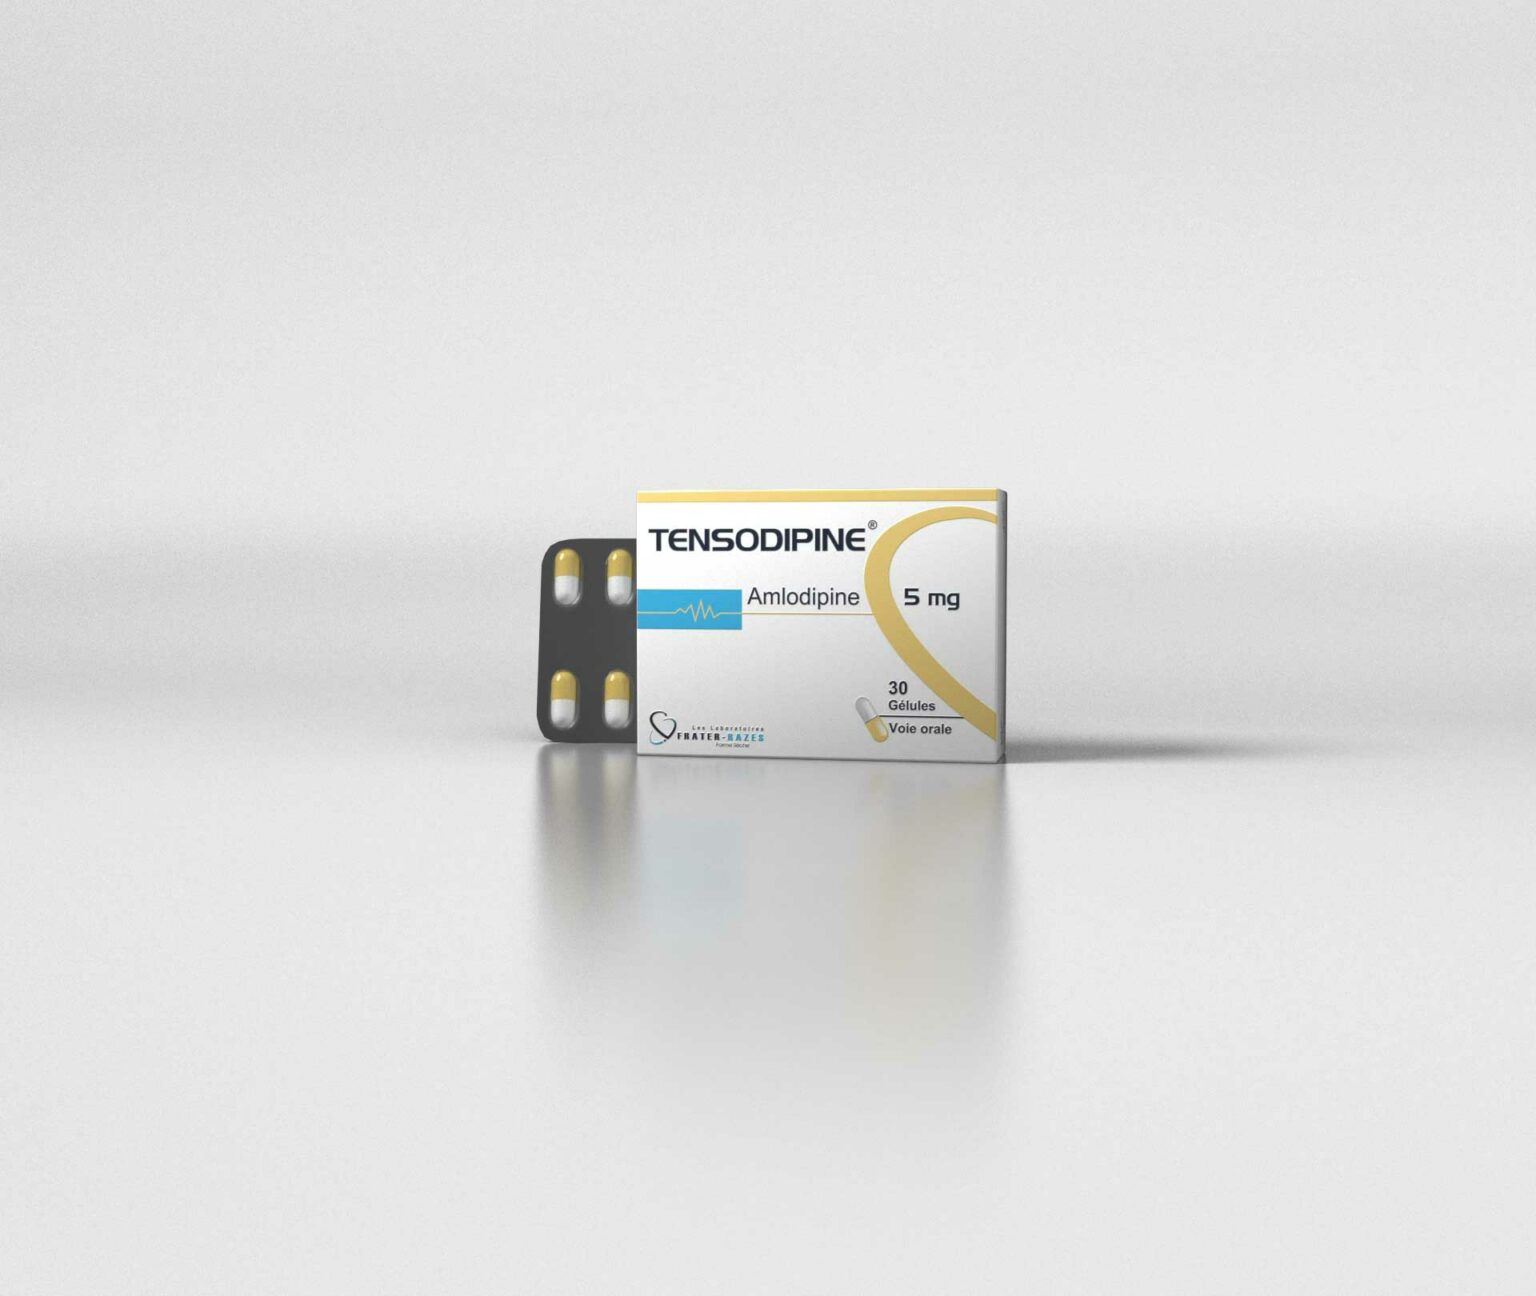 TENSODIPINE®
Amlodipine
5 mg
30
Gélules
Voie orale
Les Laboratoires
FRATER-RAZES